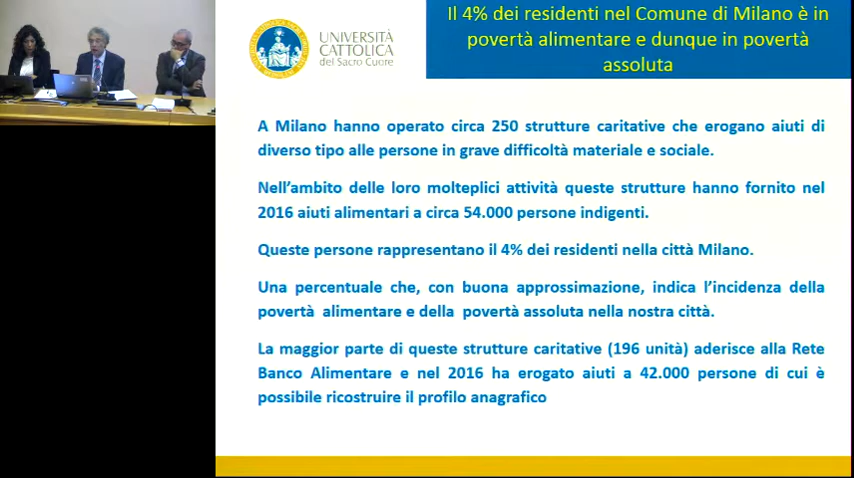 UNIVERSITÀ
CATTOLICA
del Sacro Cuore
Il 4% dei residenti nel Comune di Milano è in
povertà alimentare e dunque in povertà
assoluta
A Milano hanno operato circa 250 strutture caritative che erogano aiuti di
diverso tipo alle persone in grave difficoltà materiale e sociale.
Nell'ambito delle loro molteplici attività queste strutture hanno fornito nel
2016 aiuti alimentari a circa 54.000 persone indigenti.
Queste persone rappresentano il 4% dei residenti nella città Milano.
Una percentuale che, con buona approssimazione, indica l'incidenza della
povertà alimentare e della povertà assoluta nella nostra città.
La maggior parte di queste strutture caritative (196 unità) aderisce alla Rete
Banco Alimentare e nel 2016 ha erogato aiuti a 42.000 persone di cui è
possibile ricostruire il profilo anagrafico